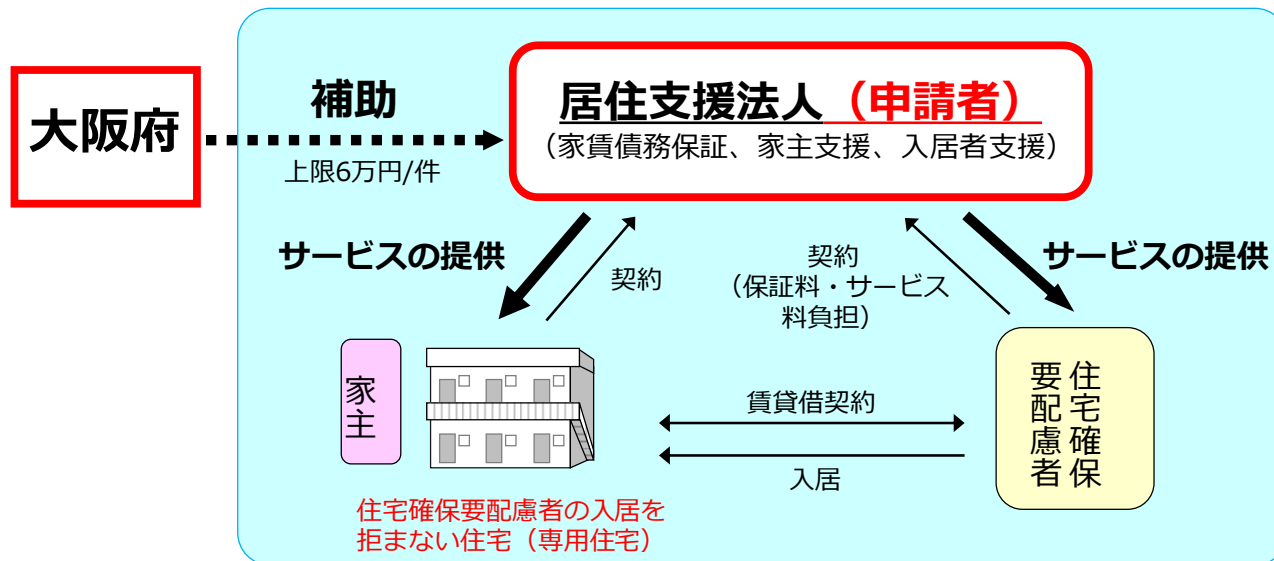 大阪府
補助
上限6万円/件
居住支援法人（申請者）
（家賃債務保証、家主支援、入居者支援）
サービスの提供
契約
契約
（保証料・サービス
料負担）
サービスの提供
家主
賃貸借契約
入居
住宅確保
要配慮者
住宅確保要配慮者の入居を
拒まない住宅（専用住宅）